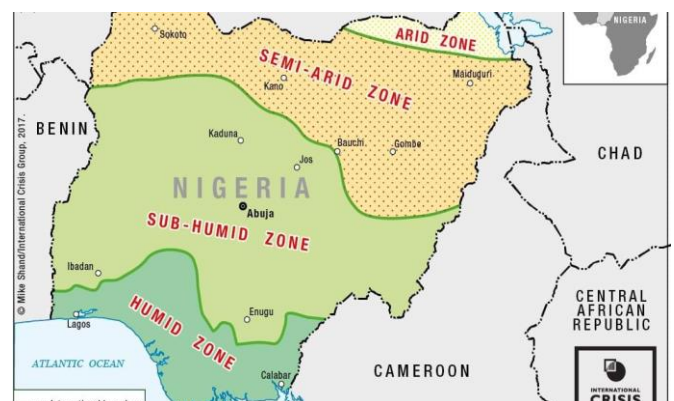 NIGERIA
ARID ZONE
Sokoto
SEMI-ARID ZONE
Maiduguri
Kano
BENIN
Kaduna
Bauchi
Gombe
CHAD
Jos
NIGERIA
Abuja
SUB-HUMID ZONE
Ibadan
HUMID ZONE
Enugu
Lagos
CENTRAL
AFRICAN
REPUBLIC
ATLANTIC OCEAN
Calabar
CAMEROON
© Mike Shand/International Crisis Group, 2017.
INTERNATIONAL
CRISIS